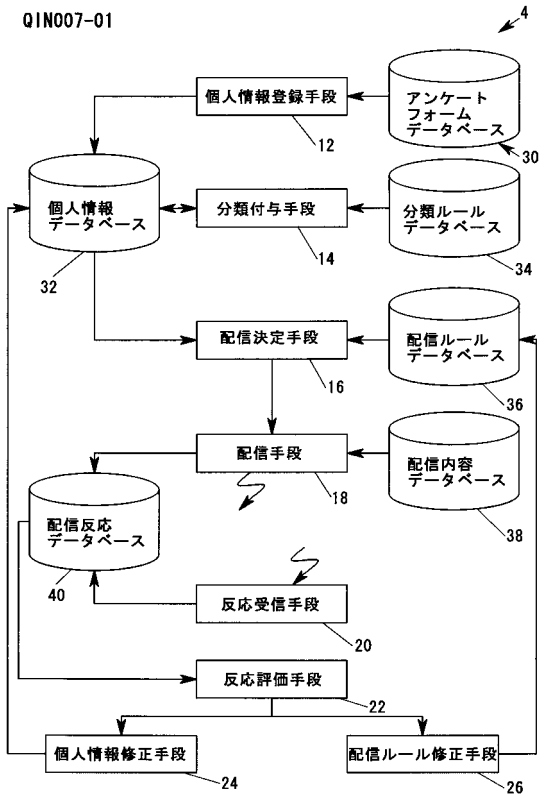 QIN007-01
4
個人情報登録手段
12
アンケート
フォーム
データベース
30
個人情報
データベース
32
分類付与手段
14
分類ルール
データベース
34
配信決定手段
16
配信ルール
データベース
36
配信手段
18
配信内容
データベース
38
配信反応
データベース
40
反応受信手段
20
反応評価手段
22
個人情報修正手段
24
配信ルール修正手段
26